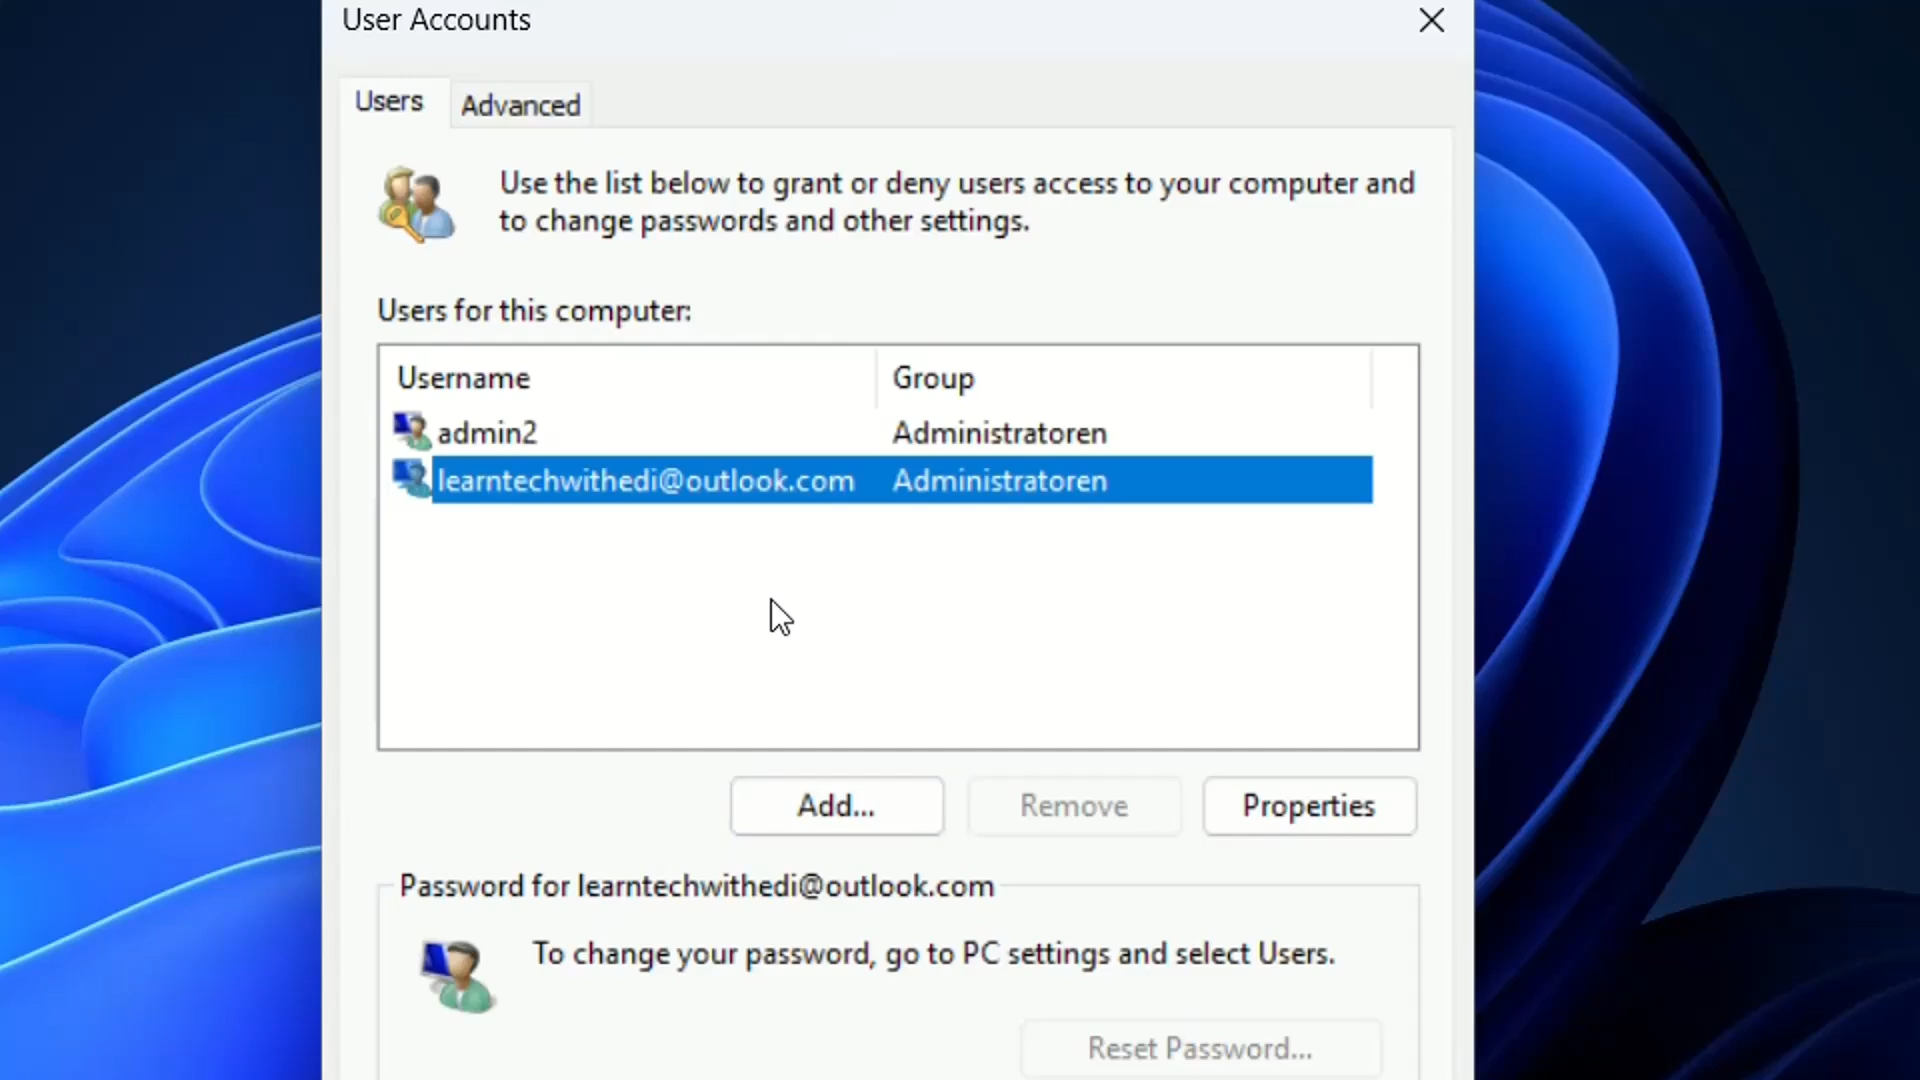 User Accounts
Users
Advanced
Use the list below to grant or deny users access to your computer and
to change passwords and other settings.
Users for this computer:
Username Group
admin2 Administratoren
learntechwithedi@outlook.com Administratoren
Add...
Remove
Properties
Password for learntechwithedi@outlook.com
To change your password, go to PC settings and select Users.
Reset Password...